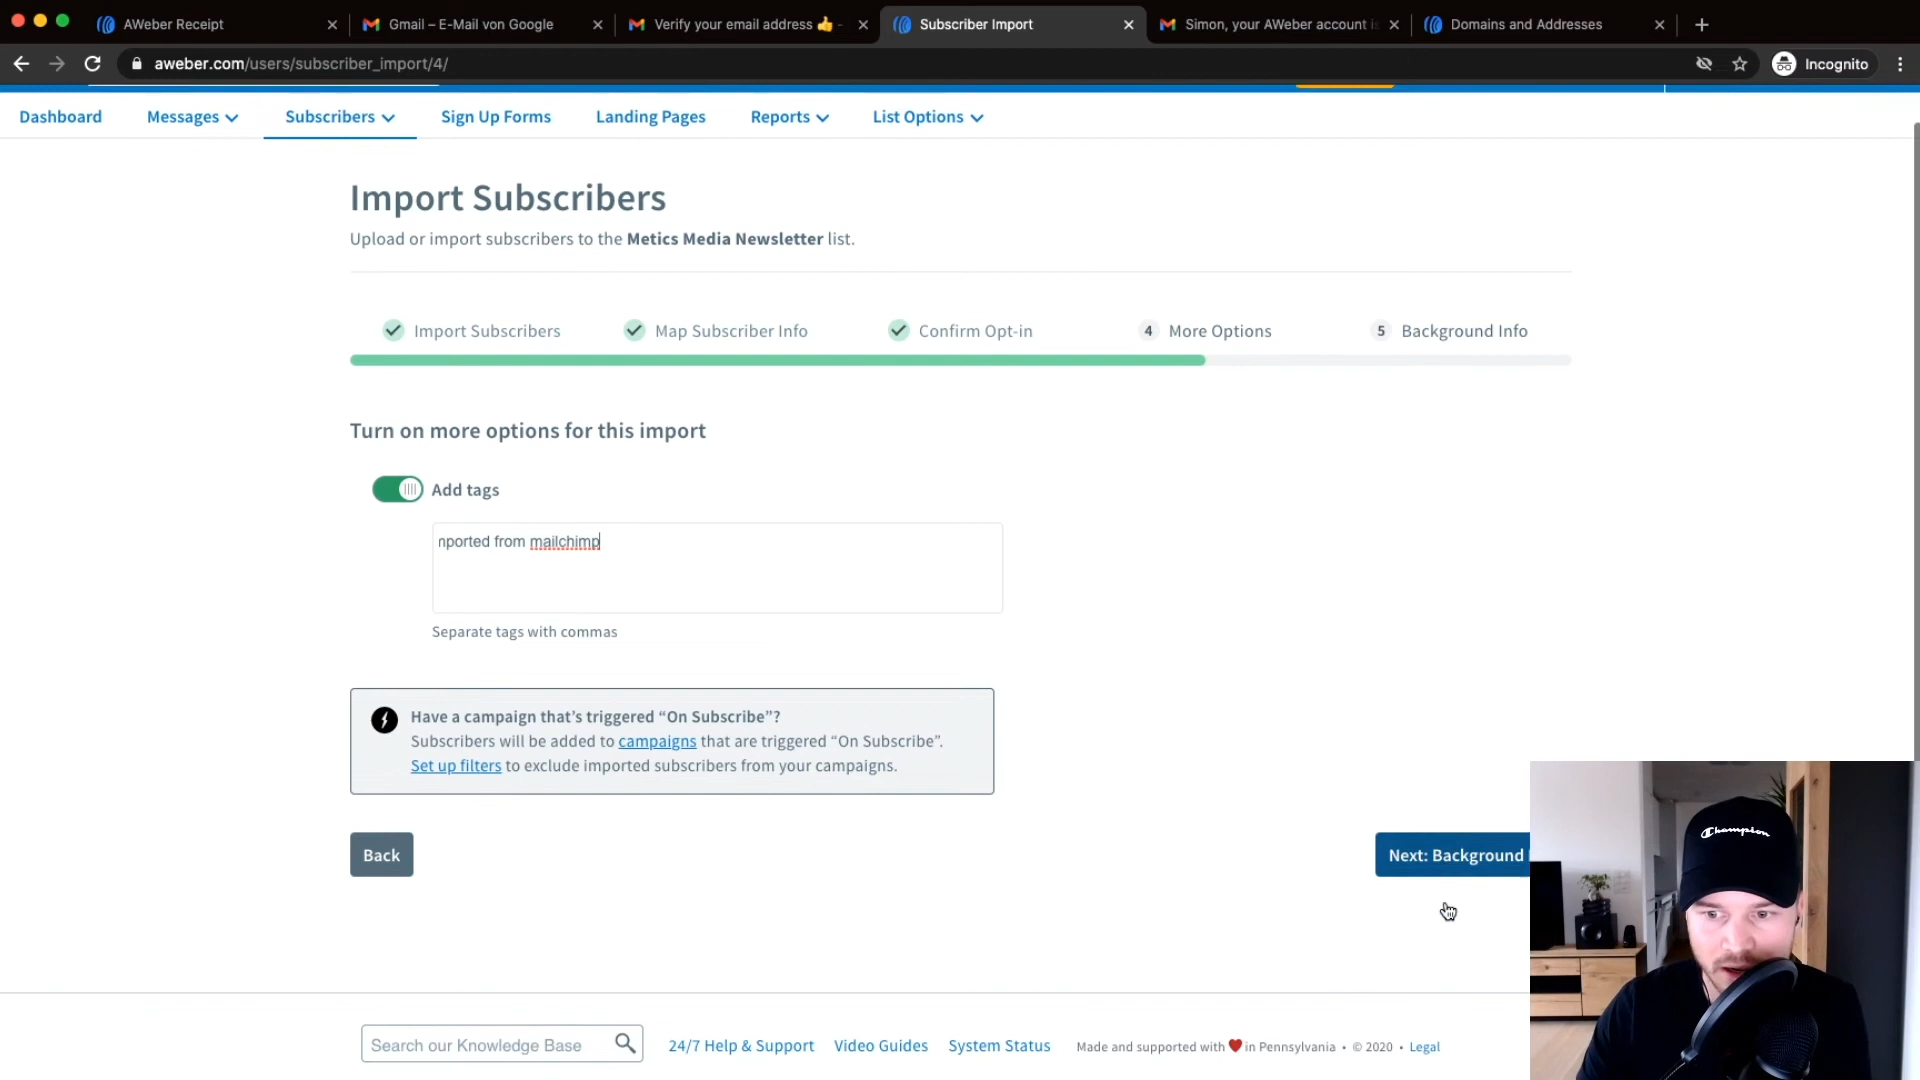 AWeber Receipt
Gmail – E-Mail von Google
Verify your email address 👍 -
Subscriber Import
Simon, your AWeber account is
Domains and Addresses
aweber.com/users/subscriber_import/4/
Incognito
Dashboard
Messages
Subscribers
Sign Up Forms
Landing Pages
Reports
List Options
Import Subscribers
Upload or import subscribers to the Metics Media Newsletter list.
Import Subscribers
Map Subscriber Info
Confirm Opt-in
4 More Options
5 Background Info
Turn on more options for this import
Add tags
nported from mailchimp
Separate tags with commas
Have a campaign that's triggered “On Subscribe”?
Subscribers will be added to campaigns that are triggered “On Subscribe”.
Set up filters to exclude imported subscribers from your campaigns.
Back
Next: Background
Champion
Search our Knowledge Base
24/7 Help & Support
Video Guides
System Status
Made and supported with ❤ in Pennsylvania • © 2020 • Legal